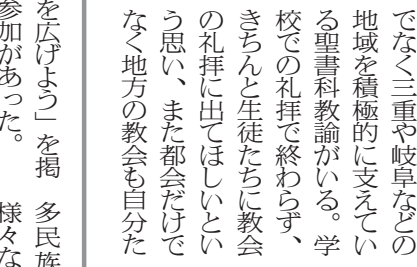 でなく三重や岐阜などの
地域を積極的に支えてい
る聖書科教諭がいる。学
校での礼拝で終わらず、
きちんと生徒たちに教会
の礼拝に出てほしいとい
う思い、また都会だけで
なく地方の教会も自分た
多民族
様々な
を広げよう」を掲
参加があった。